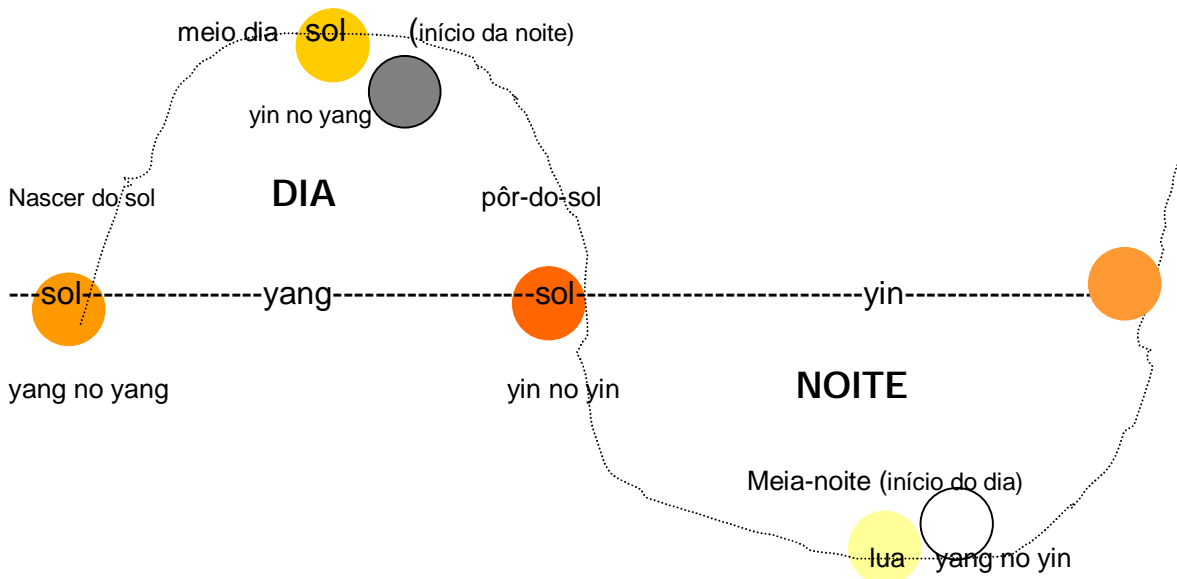 meio dia sol (início da noite)
yin no yang
Nascer do sol DIA pôr-do-sol
sol yang sol yin
yang no yang yin no yin NOITE
Meia-noite (início do dia)
lua yang no yin